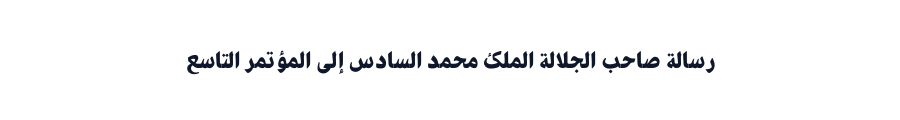 رسالة صاحب الجلالة الملك محمد السادس إلى المؤتمر التاسع